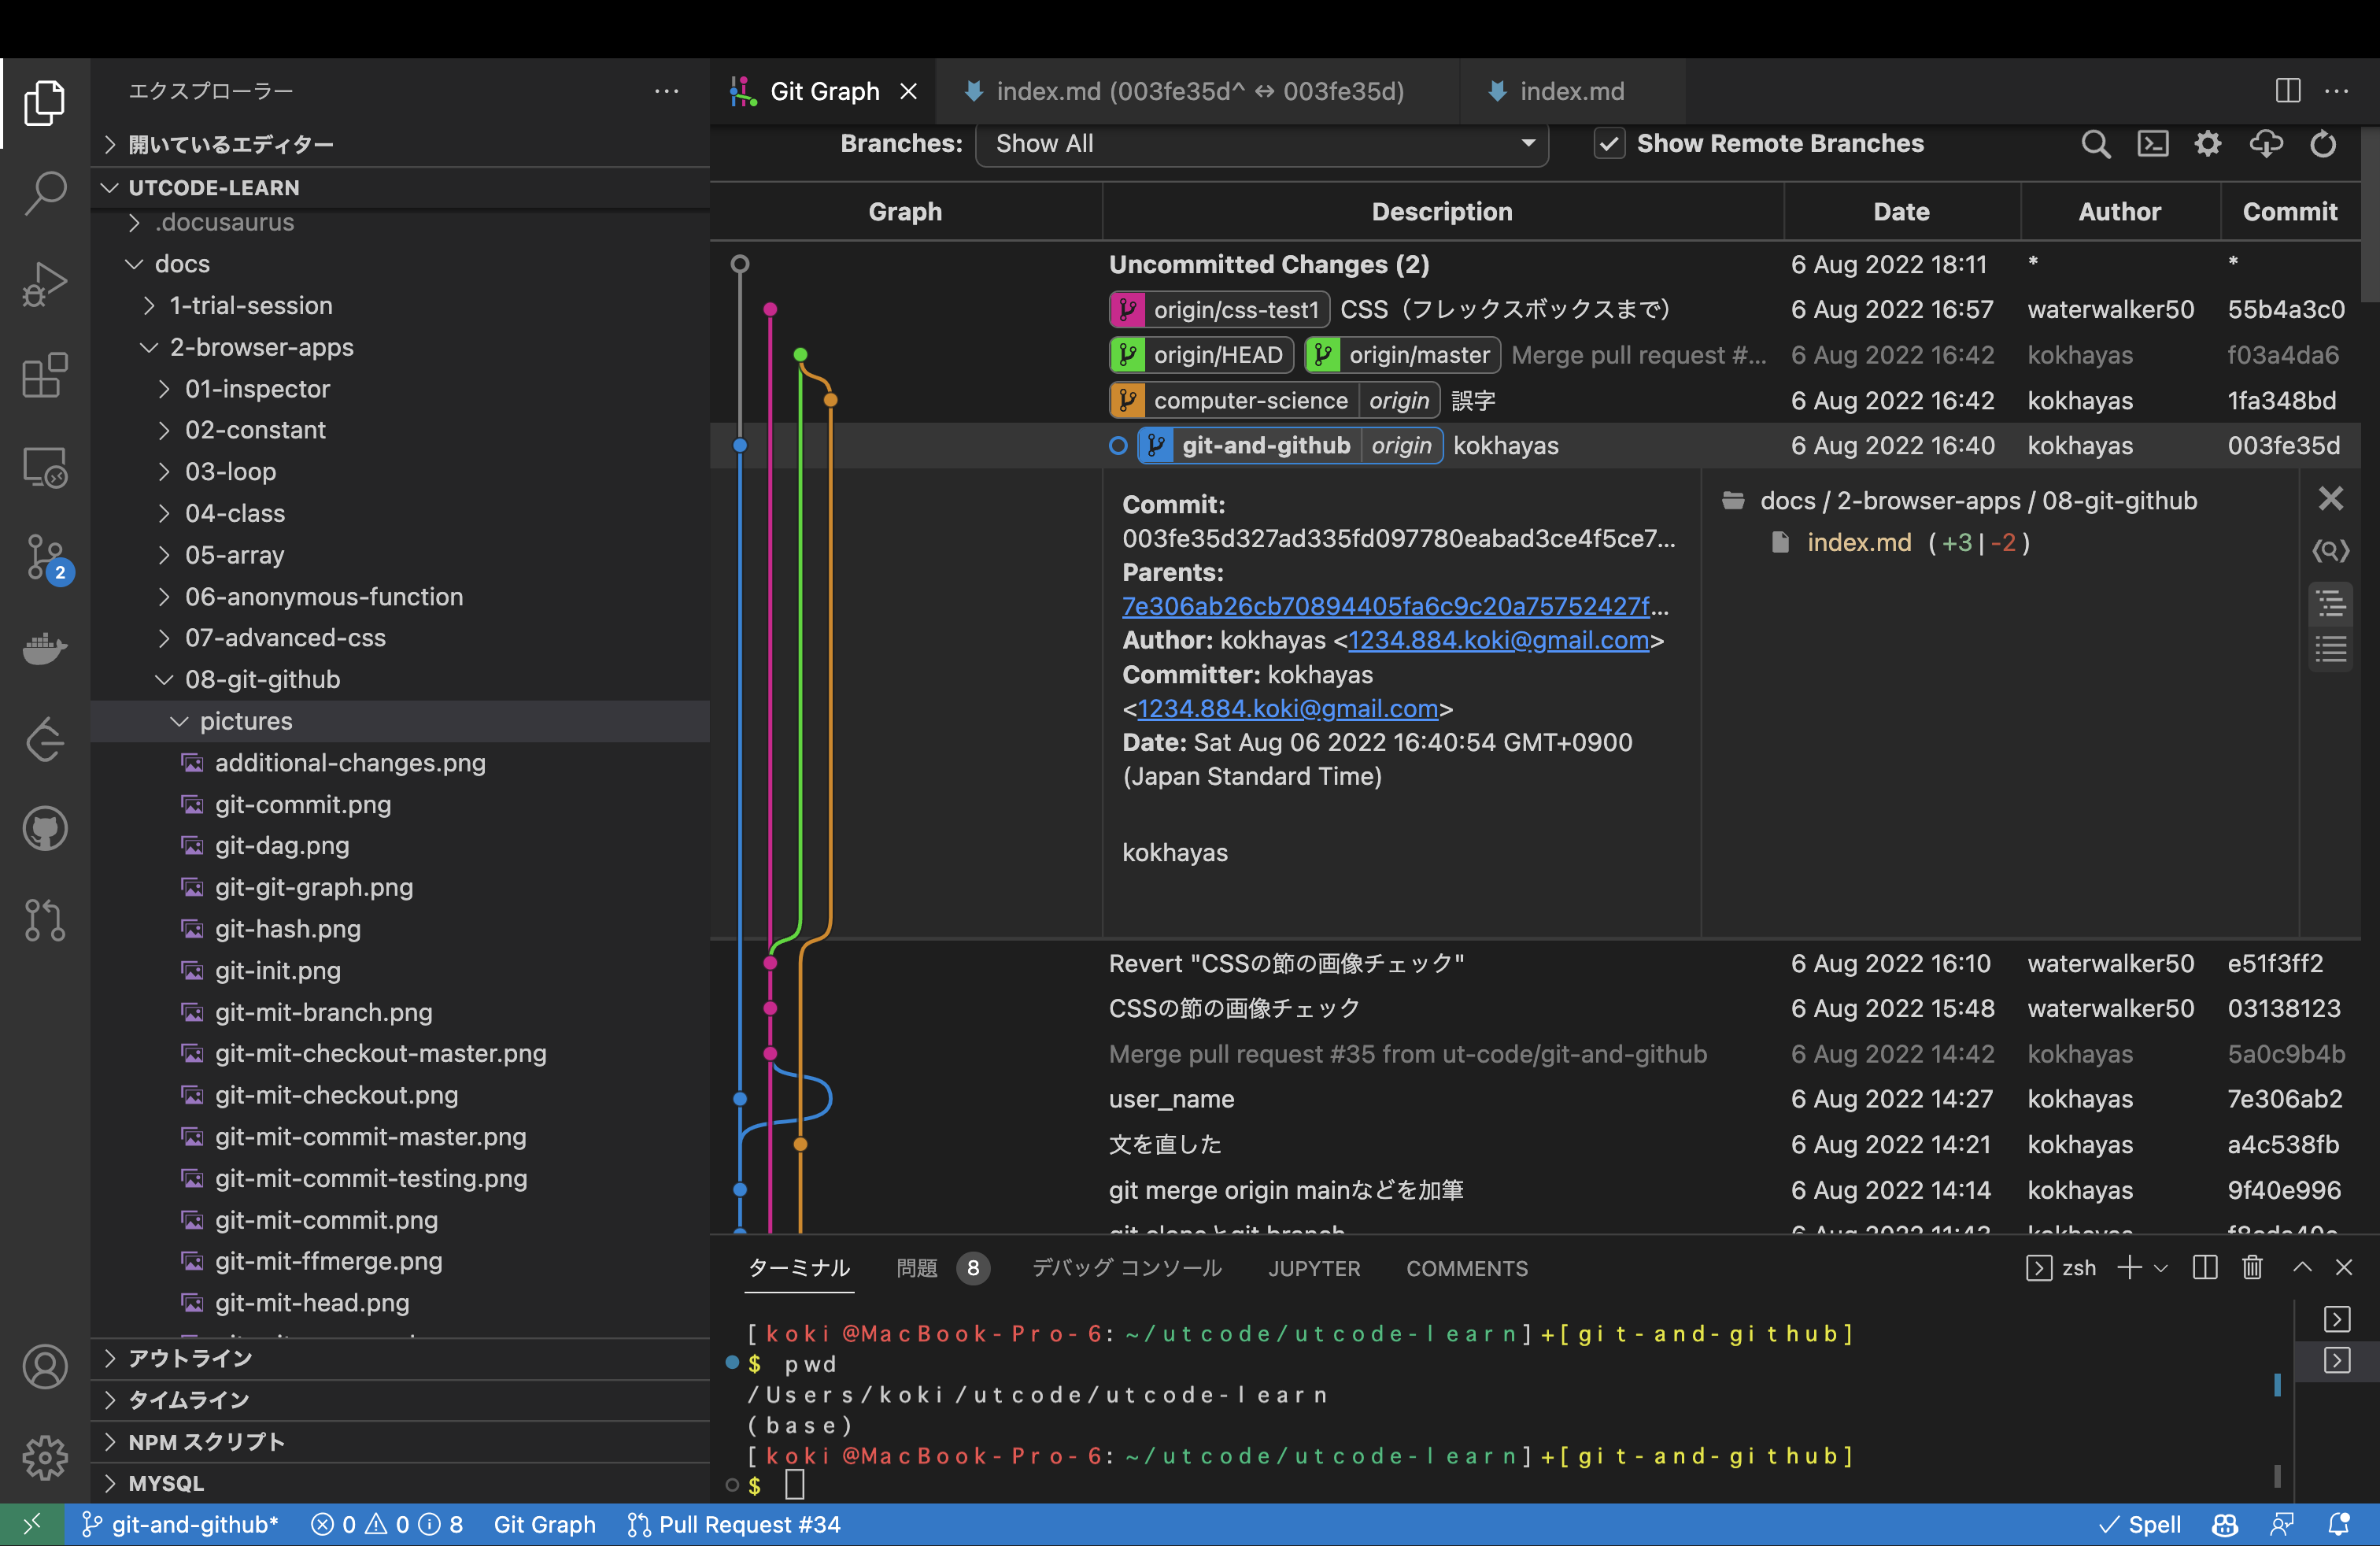 エクスプローラー
開いているエディター
UTCODE-LEARN
.docusaurus
docs
1-trial-session
2-browser-apps
01-inspector
02-constant
03-loop
04-class
05-array
06-anonymous-function
07-advanced-css
08-git-github
pictures
additional-changes.png
git-commit.png
git-dag.png
git-git-graph.png
git-hash.png
git-init.png
git-mit-branch.png
git-mit-checkout-master.png
git-mit-checkout.png
git-mit-commit-master.png
git-mit-commit-testing.png
git-mit-commit.png
git-mit-ffmerge.png
git-mit-head.png
アウトライン
タイムライン
NPM スクリプト
MYSQL
2
Git Graph
index.md (003fe35d^ ↔ 003fe35d)
index.md
Branches: Show All Show Remote Branches
Graph Description Date Author Commit
Uncommitted Changes (2) 6 Aug 2022 18:11 * *
origin/css-test1 CSS（フレックスボックスまで） 6 Aug 2022 16:57 waterwalker50 55b4a3c0
origin/HEAD origin/master Merge pull request #... 6 Aug 2022 16:42 kokhayas f03a4da6
computer-science origin 誤字 6 Aug 2022 16:42 kokhayas 1fa348bd
git-and-github origin kokhayas 6 Aug 2022 16:40 kokhayas 003fe35d
Commit:
003fe35d327ad335fd097780eabad3ce4f5ce7...
Parents:
7e306ab26cb70894405fa6c9c20a75752427f...
Author: kokhayas <1234.884.koki@gmail.com>
Committer: kokhayas
<1234.884.koki@gmail.com>
Date: Sat Aug 06 2022 16:40:54 GMT+0900
(Japan Standard Time)
kokhayas
docs / 2-browser-apps / 08-git-github
index.md ( +3 | -2 )
Revert "CSSの節の画像チェック" 6 Aug 2022 16:10 waterwalker50 e51f3ff2
CSSの節の画像チェック 6 Aug 2022 15:48 waterwalker50 03138123
Merge pull request #35 from ut-code/git-and-github 6 Aug 2022 14:42 kokhayas 5a0c9b4b
user_name 6 Aug 2022 14:27 kokhayas 7e306ab2
文を直した 6 Aug 2022 14:21 kokhayas a4c538fb
git merge origin mainなどを加筆 6 Aug 2022 14:14 kokhayas 9f40e996
ターミナル 問題 8 デバッグ コンソール JUPYTER COMMENTS
zsh
[koki@MacBook-Pro-6:~/utcode/utcode-learn]+[git-and-github]
$ pwd
/Users/koki/utcode/utcode-learn
(base)
[koki@MacBook-Pro-6:~/utcode/utcode-learn]+[git-and-github]
$
git-and-github* 0 0 8 Git Graph Pull Request #34 Spell